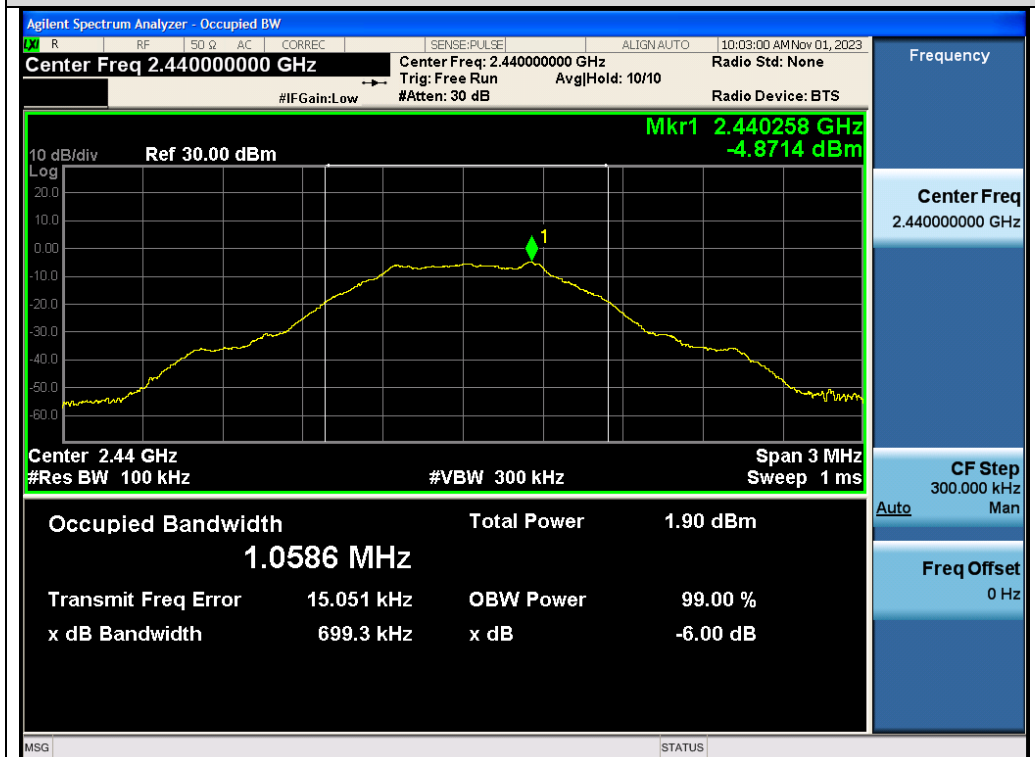 Agilent Spectrum Analyzer - Occupied BW
LXI R RF 50 Ω AC CORREC SENSE:PULSE ALIGN AUTO 10:03:00 AM Nov 01, 2023
Center Freq 2.440000000 GHz
Center Freq: 2.440000000 GHz Radio Std: None
Trig: Free Run Avg|Hold: 10/10
#IFGain:Low #Atten: 30 dB Radio Device: BTS
Mkr1 2.440258 GHz
-4.8714 dBm
10 dB/div Ref 30.00 dBm
Log
20.0
10.0
0.00
-10.0
-20.0
-30.0
-40.0
-50.0
-60.0
1
Center 2.44 GHz Span 3 MHz
#Res BW 100 kHz #VBW 300 kHz Sweep 1 ms
Occupied Bandwidth Total Power 1.90 dBm
1.0586 MHz
Transmit Freq Error 15.051 kHz OBW Power 99.00 %
x dB Bandwidth 699.3 kHz x dB -6.00 dB
Frequency
Center Freq
2.440000000 GHz
CF Step
300.000 kHz
Auto Man
Freq Offset
0 Hz
MSG STATUS